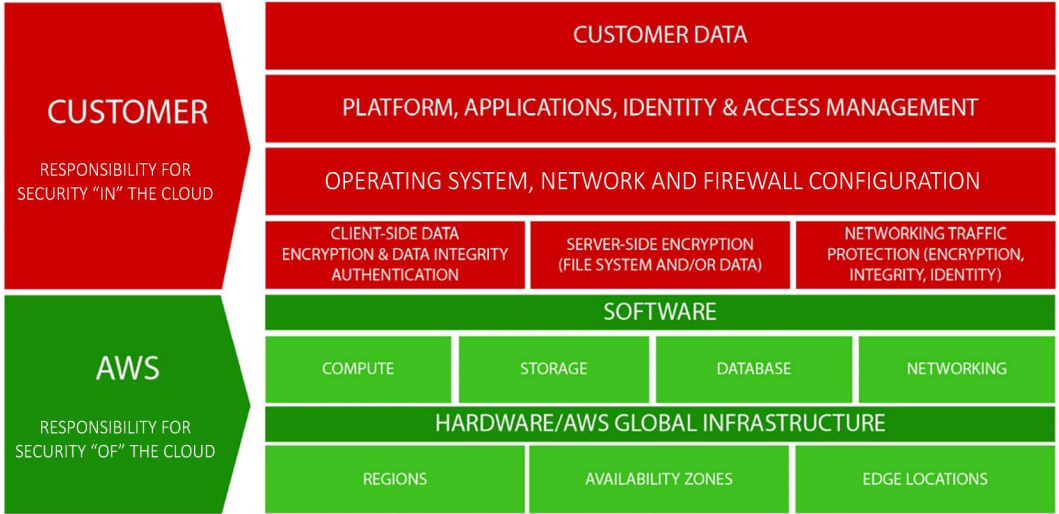 CUSTOMER
RESPONSIBILITY FOR
SECURITY “IN” THE CLOUD
CUSTOMER DATA
PLATFORM, APPLICATIONS, IDENTITY & ACCESS MANAGEMENT
OPERATING SYSTEM, NETWORK AND FIREWALL CONFIGURATION
CLIENT-SIDE DATA
ENCRYPTION & DATA INTEGRITY
AUTHENTICATION
SERVER-SIDE ENCRYPTION
(FILE SYSTEM AND/OR DATA)
NETWORKING TRAFFIC
PROTECTION (ENCRYPTION,
INTEGRITY, IDENTITY)
AWS
RESPONSIBILITY FOR
SECURITY “OF” THE CLOUD
SOFTWARE
COMPUTE
STORAGE
DATABASE
NETWORKING
HARDWARE/AWS GLOBAL INFRASTRUCTURE
REGIONS
AVAILABILITY ZONES
EDGE LOCATIONS